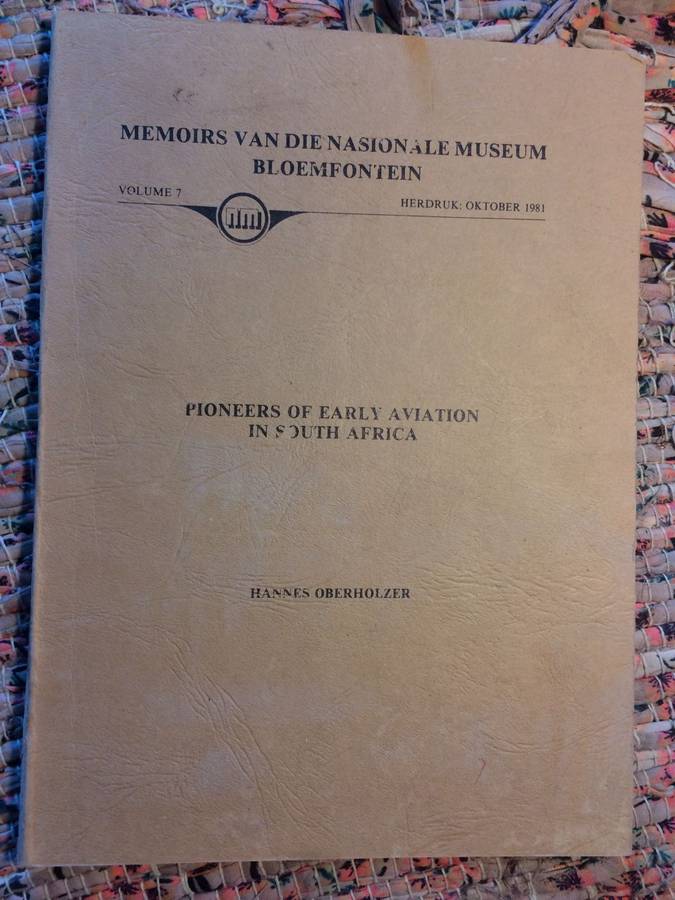 MEMOIRS VAN DIE NASIONALE MUSEUM
BLOEMFONTEIN
VOLUME 7
HERDRUK: OKTOBER 1981
nm
PIONEERS OF EARLY AVIATION
IN SOUTH AFRICA
HANNES OBERHOLZER